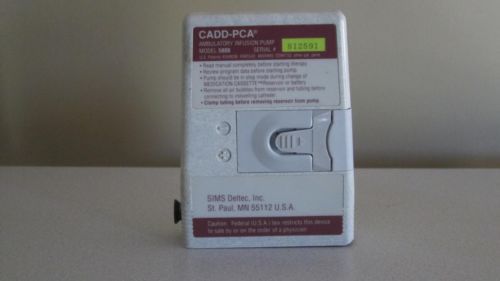 CADD-PCA®
AMBULATORY INFUSION PUMP
MODEL 5800 SERIAL #
812591
• Read manual completely before starting therapy
• Review program data before starting pump.
• Pump should be in stop mode during change of
MEDICATION CASSETTE™Reservoir or battery
• Remove all air bubbles from reservoir and tubing before
connecting to indwelling catheter.
• Clamp tubing before removing reservoir from pump
SIMS Deltec, Inc.
St. Paul, MN 55112 U.S.A.
Caution: Federal (U.S.A.) law restricts this device
to sale by or on the order of a physician